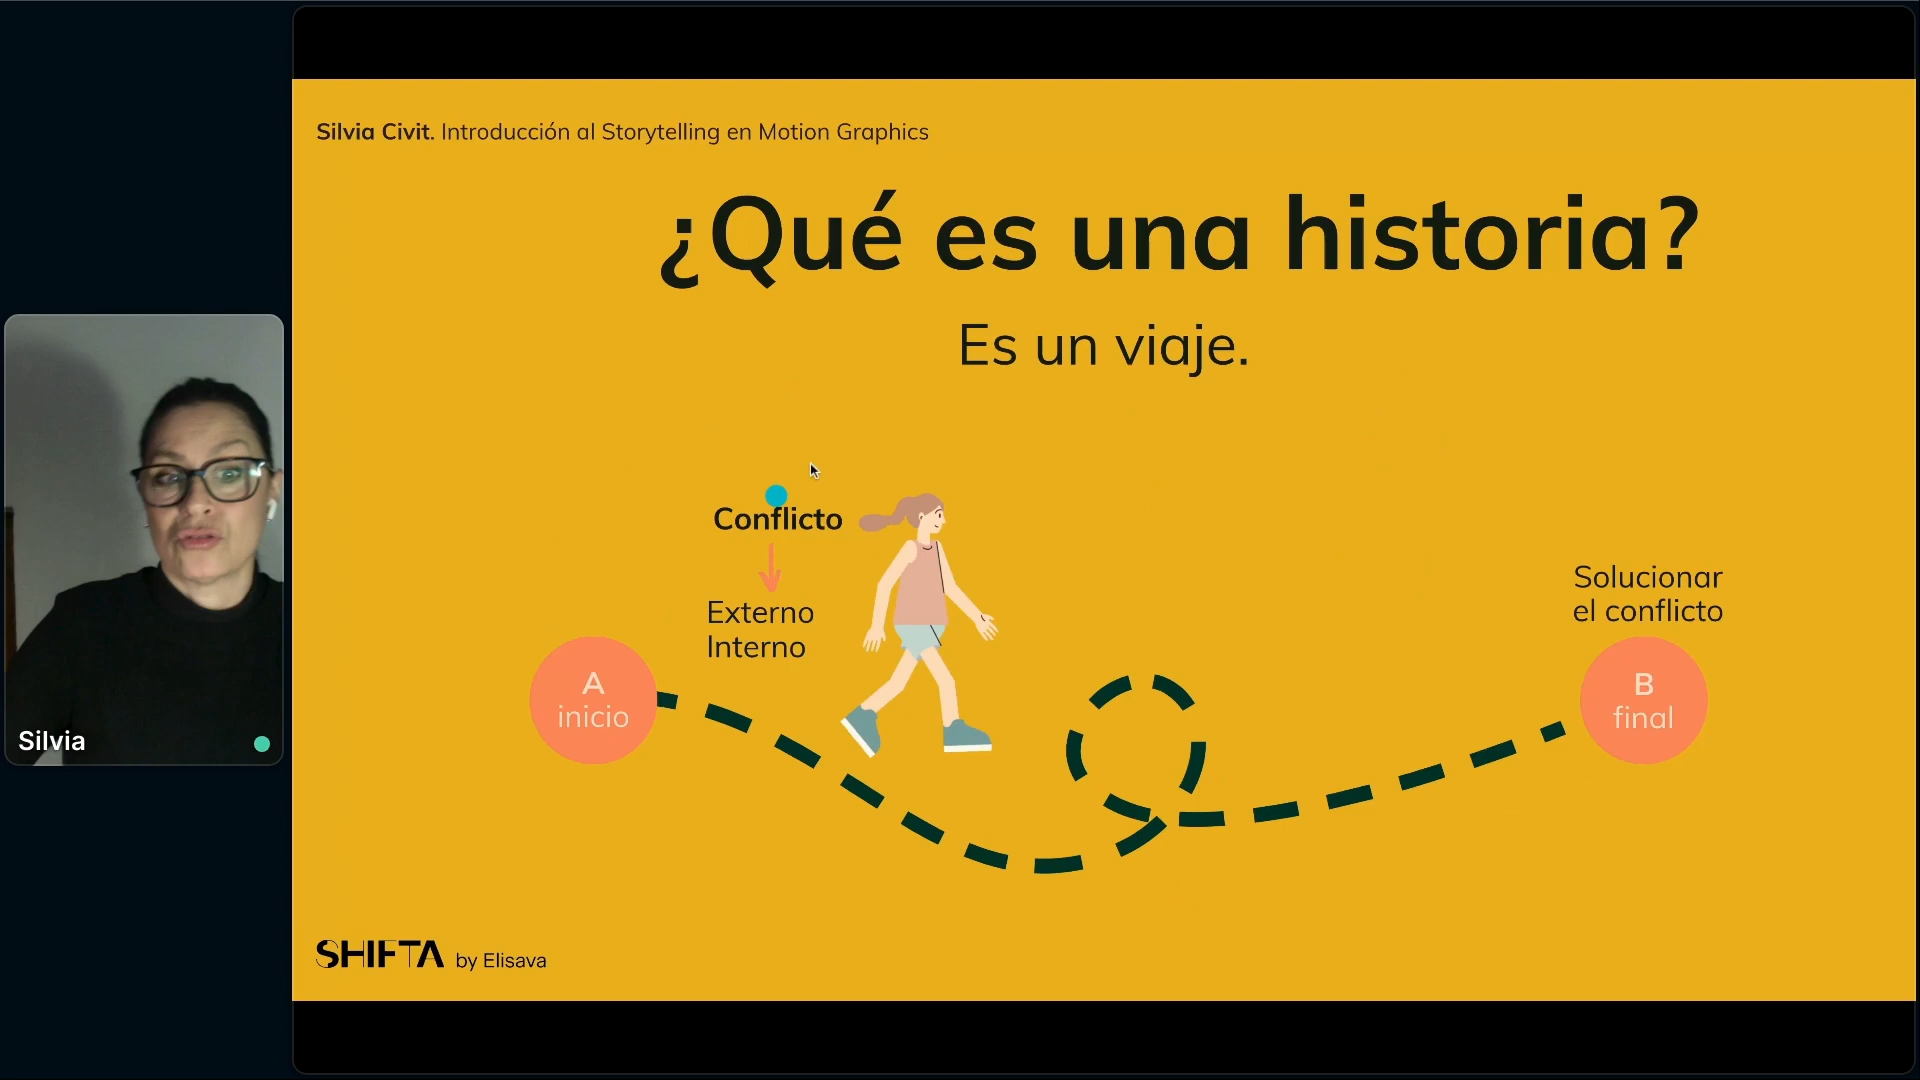 Silvia Civit. Introducción al Storytelling en Motion Graphics
¿Qué es una historia?
Es un viaje.
Conflicto
Externo
Interno
Solucionar
el conflicto
A
inicio
B
final
Silvia
SHIFTA by Elisava